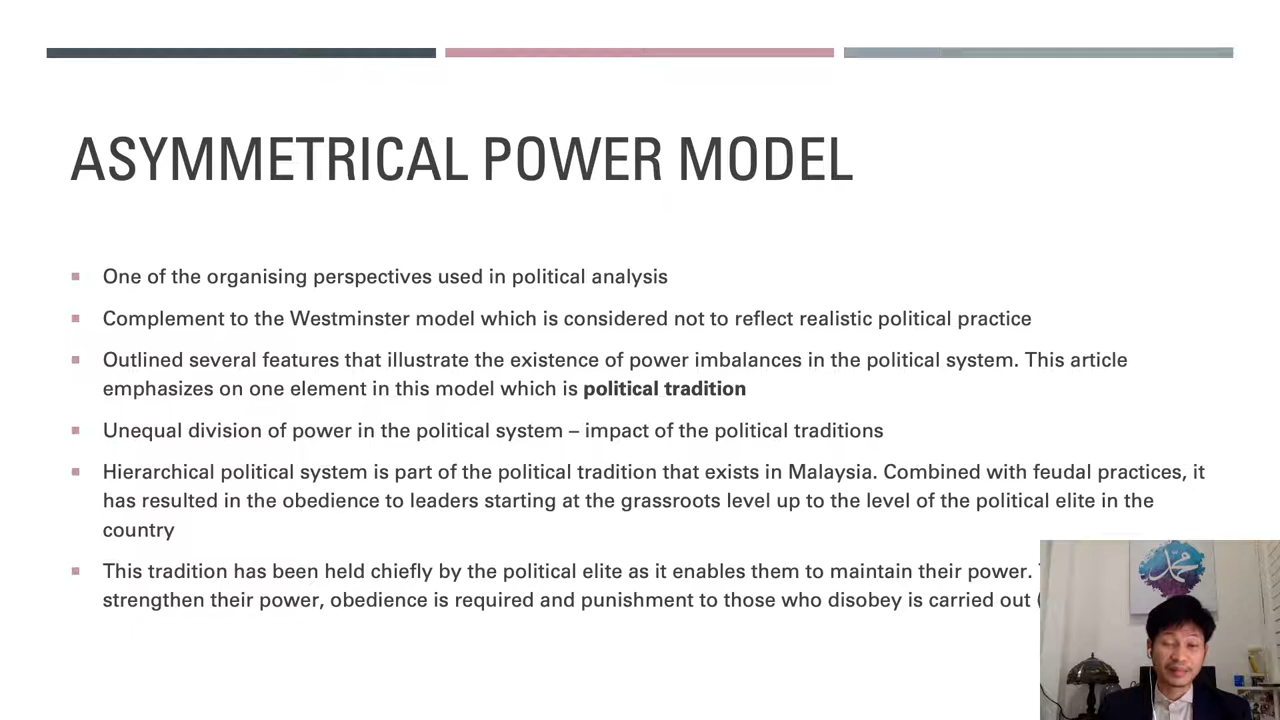 ASYMMETRICAL POWER MODEL
One of the organising perspectives used in political analysis
Complement to the Westminster model which is considered not to reflect realistic political practice
Outlined several features that illustrate the existence of power imbalances in the political system. This article
emphasizes on one element in this model which is political tradition
Unequal division of power in the political system – impact of the political traditions
Hierarchical political system is part of the political tradition that exists in Malaysia. Combined with feudal practices, it
has resulted in the obedience to leaders starting at the grassroots level up to the level of the political elite in the
country
This tradition has been held chiefly by the political elite as it enables them to maintain their power.
strengthen their power, obedience is required and punishment to those who disobey is carried out (
محمد